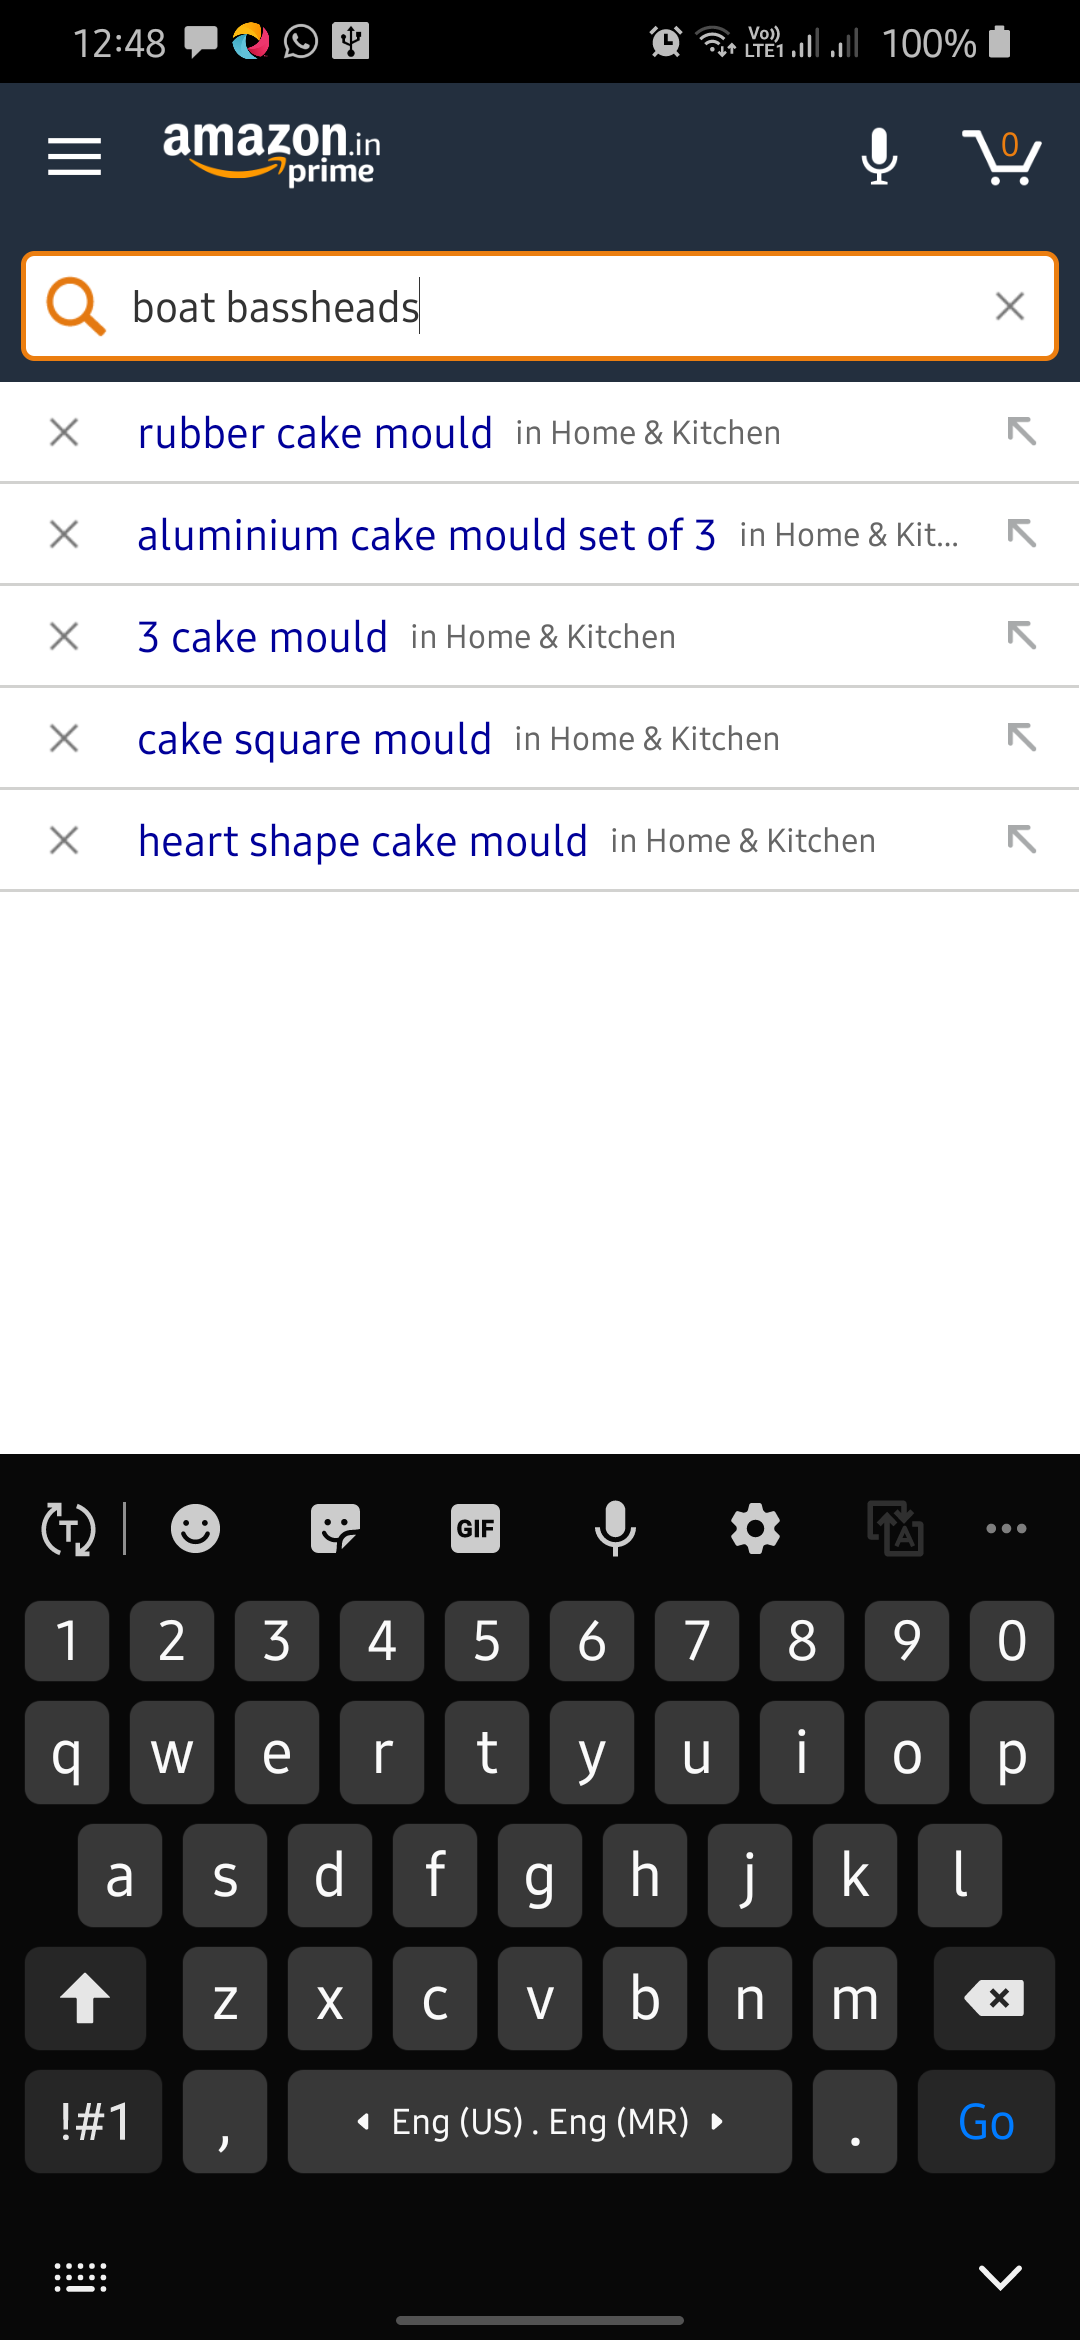 12:48 Vo)) LTE1 100%
amazon.in
prime
0
boat bassheads
rubber cake mould in Home & Kitchen
aluminium cake mould set of 3 in Home & Kit...
3 cake mould in Home & Kitchen
cake square mould in Home & Kitchen
heart shape cake mould in Home & Kitchen
T GIF A
1 2 3 4 5 6 7 8 9 0
q w e r t y u i o p
a s d f g h j k l
z x c v b n m
!#1 , Eng (US) . Eng (MR) . Go